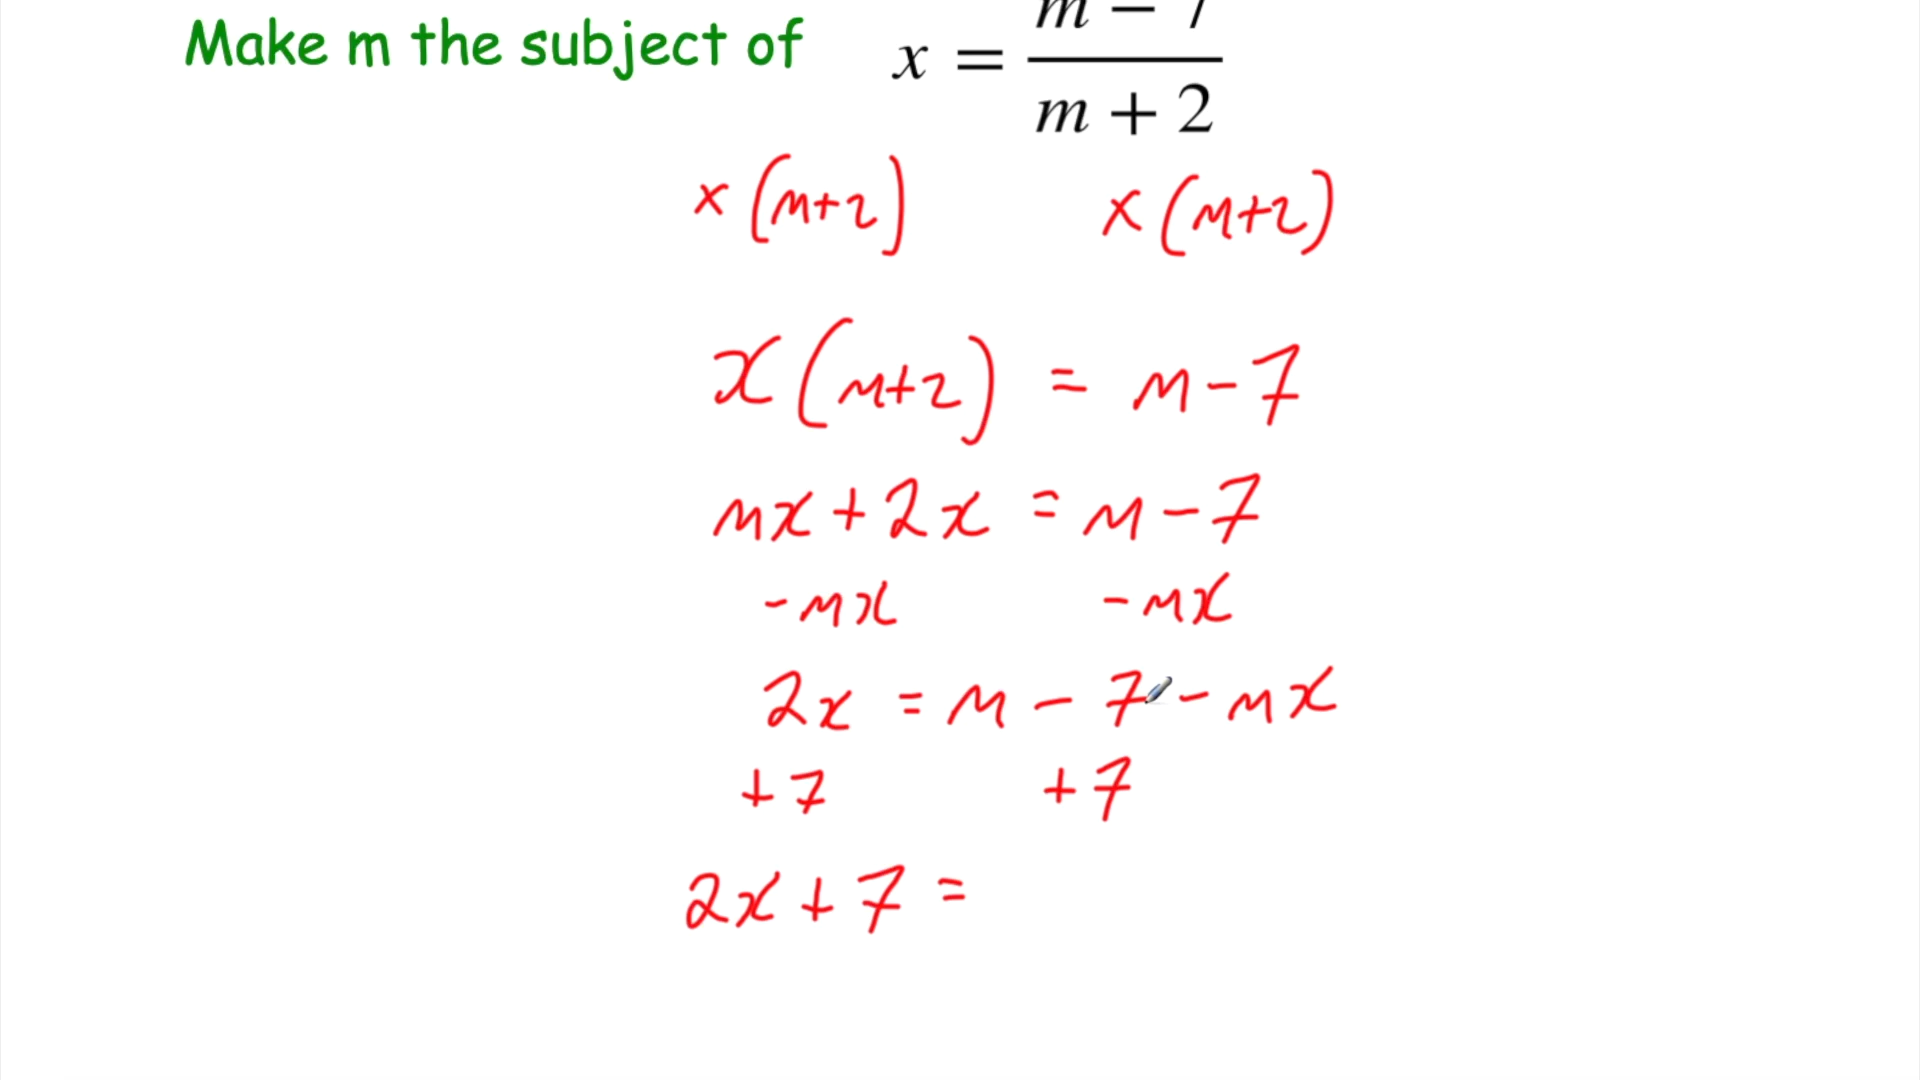 Make m the subject of x = m − 7 / m + 2
x (m+2) x (m+2)
x (m+2) = m - 7
mx + 2x = m - 7
- mx - mx
2x = m - 7 - mx
+ 7 + 7
2x + 7 =